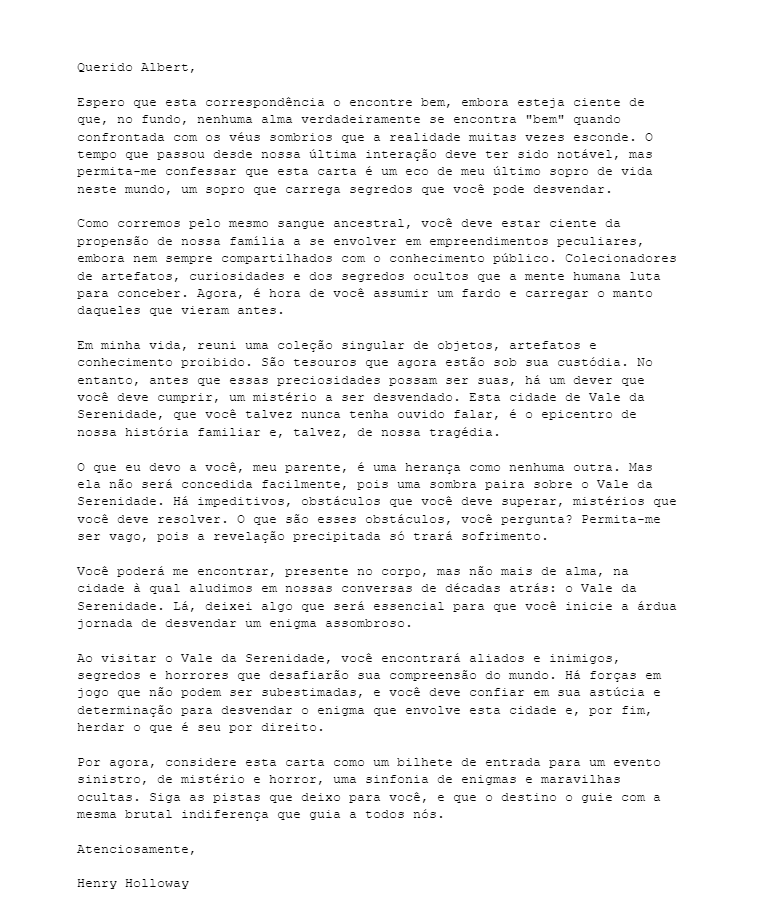 Querido Albert,
Espero que esta correspondência o encontre bem, embora esteja ciente de
que, no fundo, nenhuma alma verdadeiramente se encontra "bem" quando
confrontada com os véus sombrios que a realidade muitas vezes esconde. O
tempo que passou desde nossa última interação deve ter sido notável, mas
permita-me confessar que esta carta é um eco de meu último sopro de vida
neste mundo, um sopro que carrega segredos que você pode desvendar.
Como corremos pelo mesmo sangue ancestral, você deve estar ciente da
propensão de nossa família a se envolver em empreendimentos peculiares,
embora nem sempre compartilhados com o conhecimento público. Colecionadores
de artefatos, curiosidades e dos segredos ocultos que a mente humana luta
para conceber. Agora, é hora de você assumir um fardo e carregar o manto
daqueles que vieram antes.
Em minha vida, reuni uma coleção singular de objetos, artefatos e
conhecimento proibido. São tesouros que agora estão sob sua custódia. No
entanto, antes que essas preciosidades possam ser suas, há um dever que
você deve cumprir, um mistério a ser desvendado. Esta cidade de Vale da
Serenidade, que você talvez nunca tenha ouvido falar, é o epicentro de
nossa história familiar e, talvez, de nossa tragédia.
O que eu devo a você, meu parente, é uma herança como nenhuma outra. Mas
ela não será concedida facilmente, pois uma sombra paira sobre o Vale da
Serenidade. Há impeditivos, obstáculos que você deve superar, mistérios que
você deve resolver. O que são esses obstáculos, você pergunta? Permita-me
ser vago, pois a revelação precipitada só trará sofrimento.
Você poderá me encontrar, presente no corpo, mas não mais de alma, na
cidade à qual aludimos em nossas conversas de décadas atrás: o Vale da
Serenidade. Lá, deixei algo que será essencial para que você inicie a árdua
jornada de desvendar um enigma assombroso.
Ao visitar o Vale da Serenidade, você encontrará aliados e inimigos,
segredos e horrores que desafiarão sua compreensão do mundo. Há forças em
jogo que não podem ser subestimadas, e você deve confiar em sua astúcia e
determinação para desvendar o enigma que envolve esta cidade e, por fim,
herdar o que é seu por direito.
Por agora, considere esta carta como um bilhete de entrada para um evento
sinistro, de mistério e horror, uma sinfonia de enigmas e maravilhas
ocultas. Siga as pistas que deixo para você, e que o destino o guie com a
mesma brutal indiferença que guia a todos nós.
Atenciosamente,
Henry Holloway